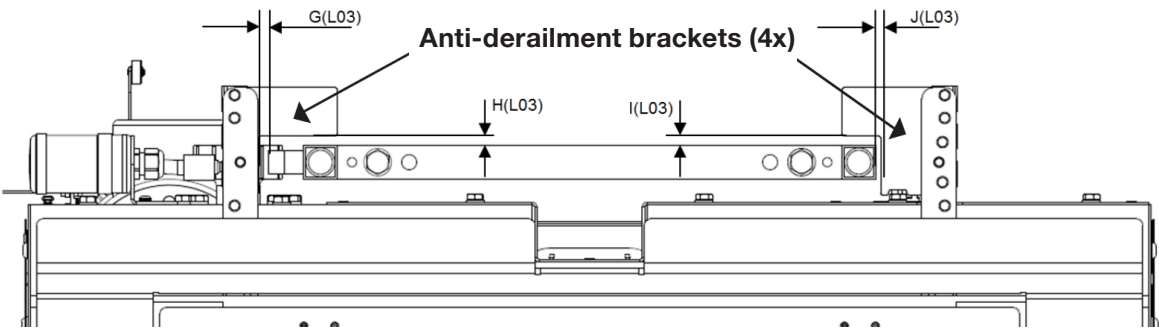 G(L03)
J(L03)
Anti-derailment brackets (4x)
H(L03)
I(L03)